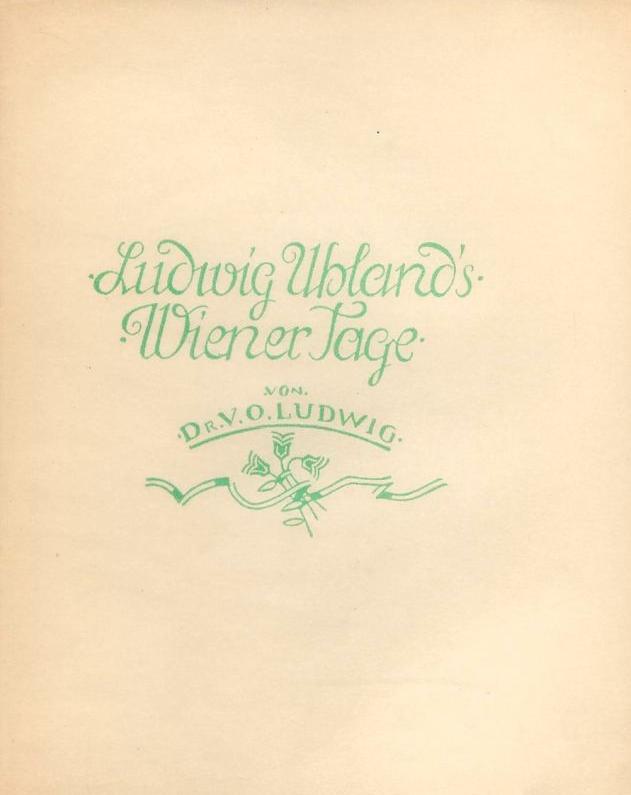 ·Ludwig Uhland's·
·Wiener Tage·
·VON·
·DR. V. O. LUDWIG·